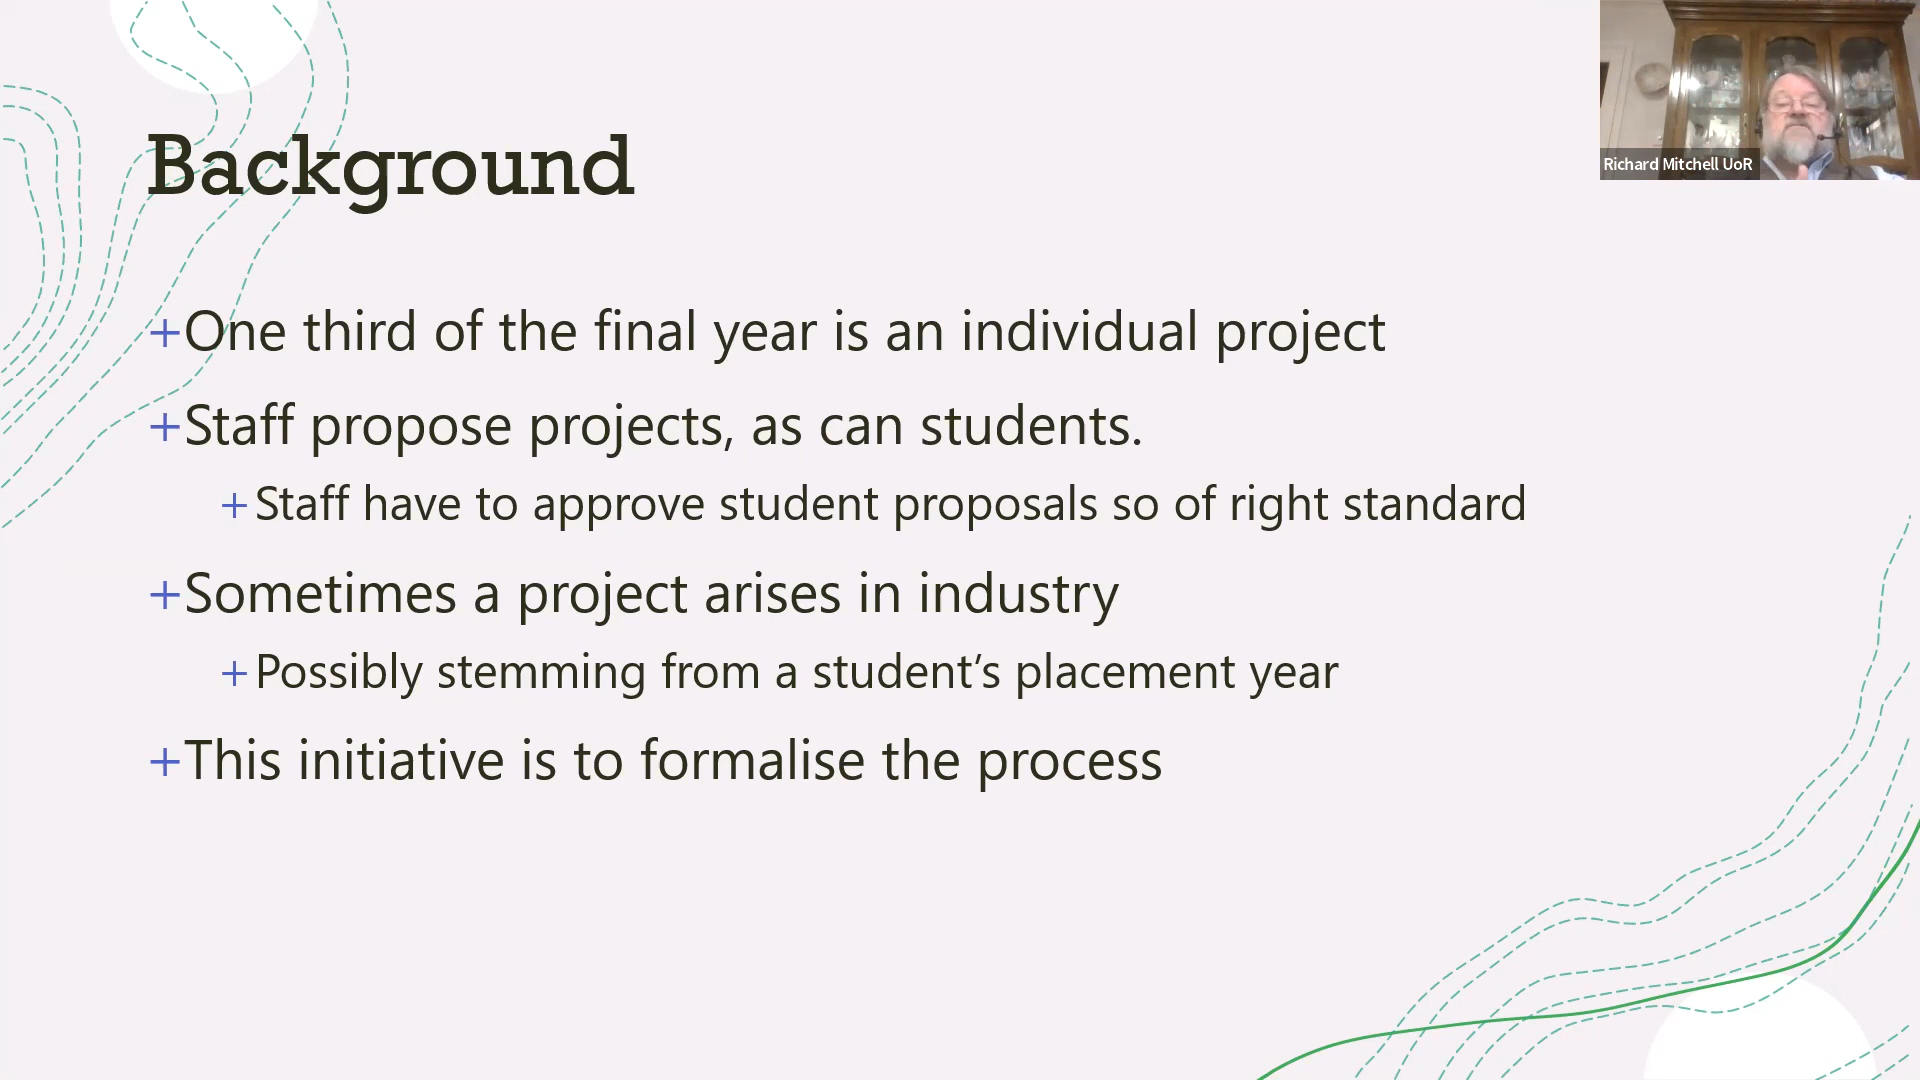 Background
+One third of the final year is an individual project
+Staff propose projects, as can students.
+Staff have to approve student proposals so of right standard
+Sometimes a project arises in industry
+Possibly stemming from a student’s placement year
+This initiative is to formalise the process
Richard Mitchell UoR